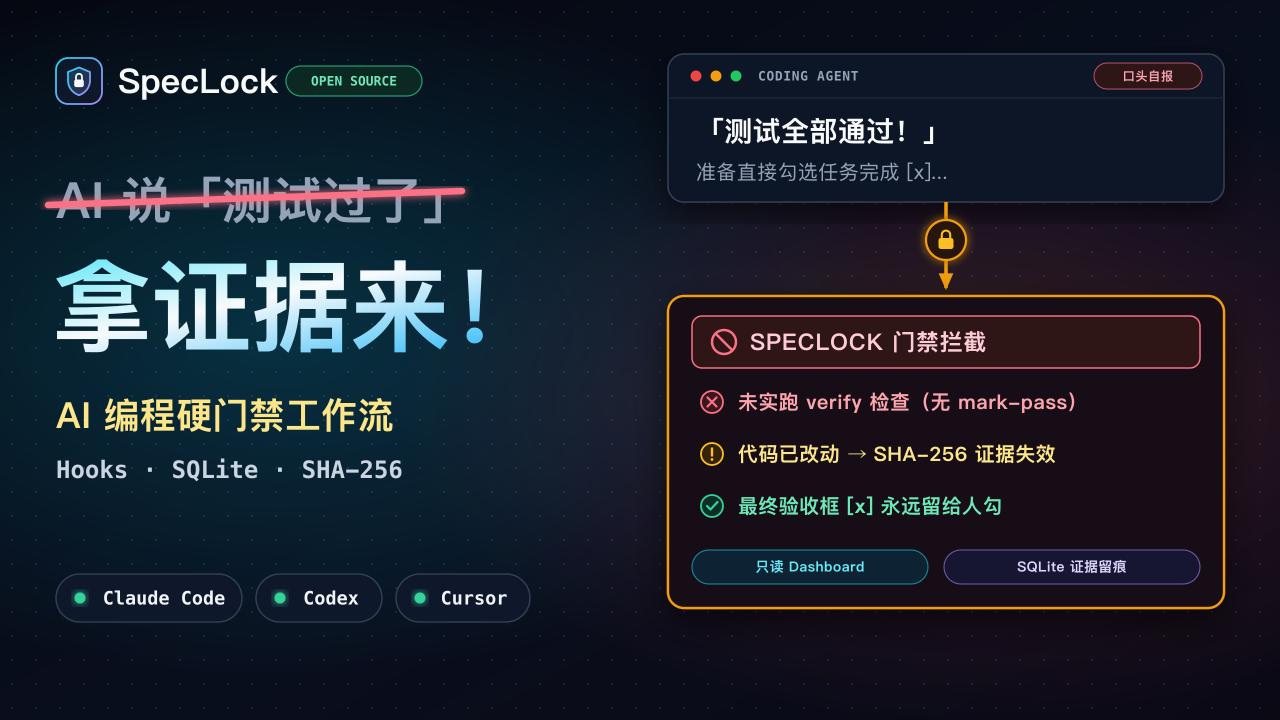 SpecLock
OPEN SOURCE
AI 说「测试过了」
拿证据来！
AI 编程硬门禁工作流
Hooks · SQLite · SHA-256
Claude Code
Codex
Cursor
CODING AGENT
口头自报
「测试全部通过！」
准备直接勾选任务完成 [x]...
SPECLOCK 门禁拦截
未实跑 verify 检查（无 mark-pass）
代码已改动 → SHA-256 证据失效
最终验收框 [x] 永远留给人勾
只读 Dashboard
SQLite 证据留痕